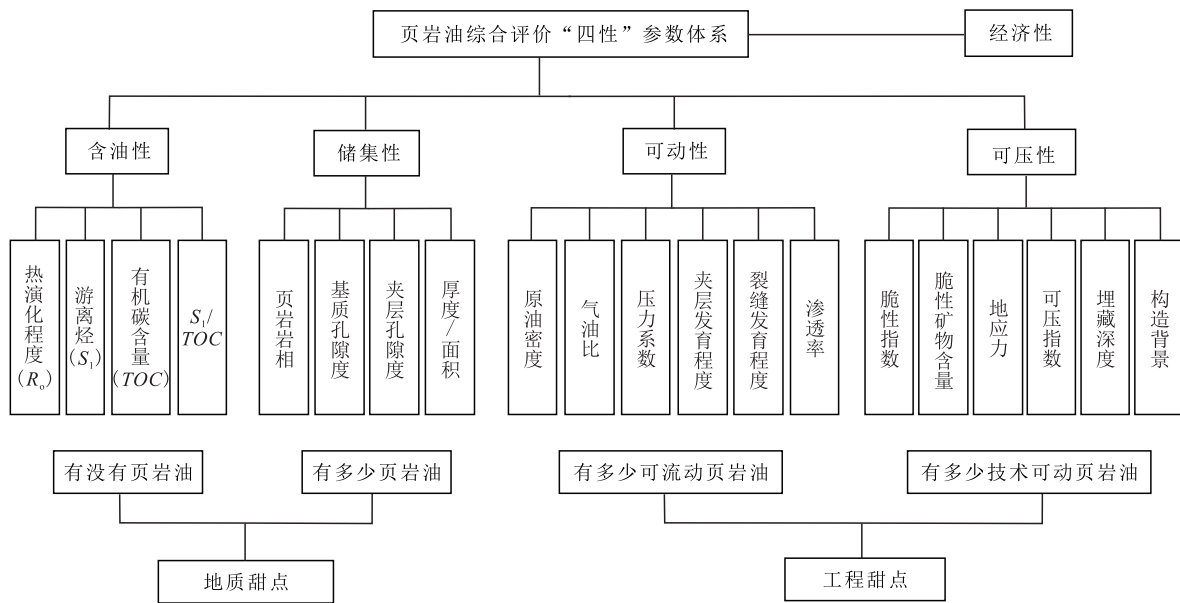 页岩油综合评价“四性”参数体系
经济性
含油性
储集性
可动性
可压性
热演化程度(Ro)
游离烃(S1)
有机碳含量(TOC)
S1/
TOC
页岩岩相
基质孔隙度
夹层孔隙度
厚度/面积
原油密度
气油比
压力系数
夹层发育程度
裂缝发育程度
渗透率
脆性指数
脆性矿物含量
地应力
可压指数
埋藏深度
构造背景
有没有页岩油
有多少页岩油
有多少可流动页岩油
有多少技术可动页岩油
地质甜点
工程甜点